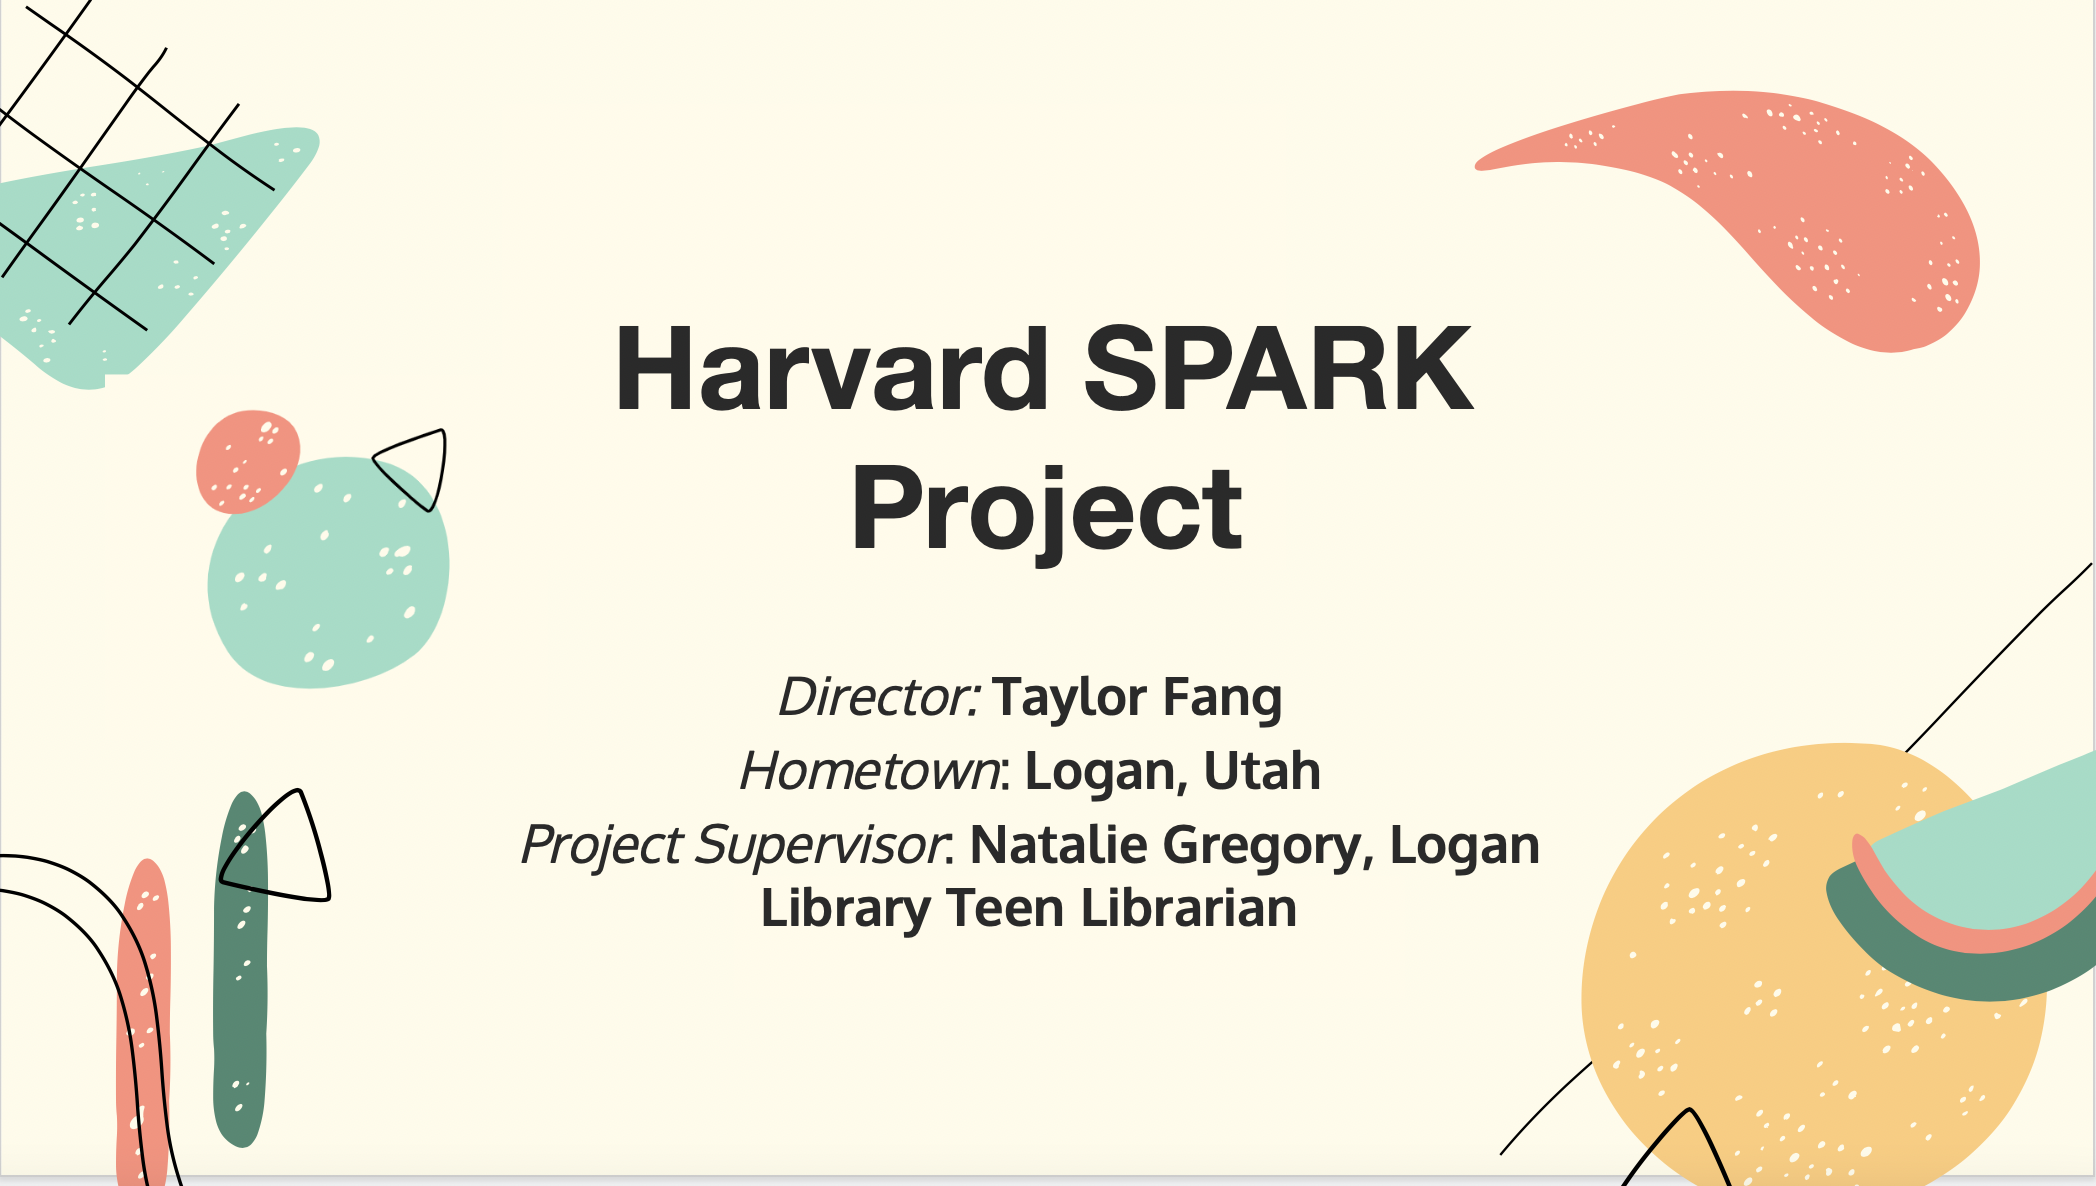 Harvard SPARK
Project
Director: Taylor Fang
Hometown: Logan, Utah
Project Supervisor: Natalie Gregory, Logan
Library Teen Librarian